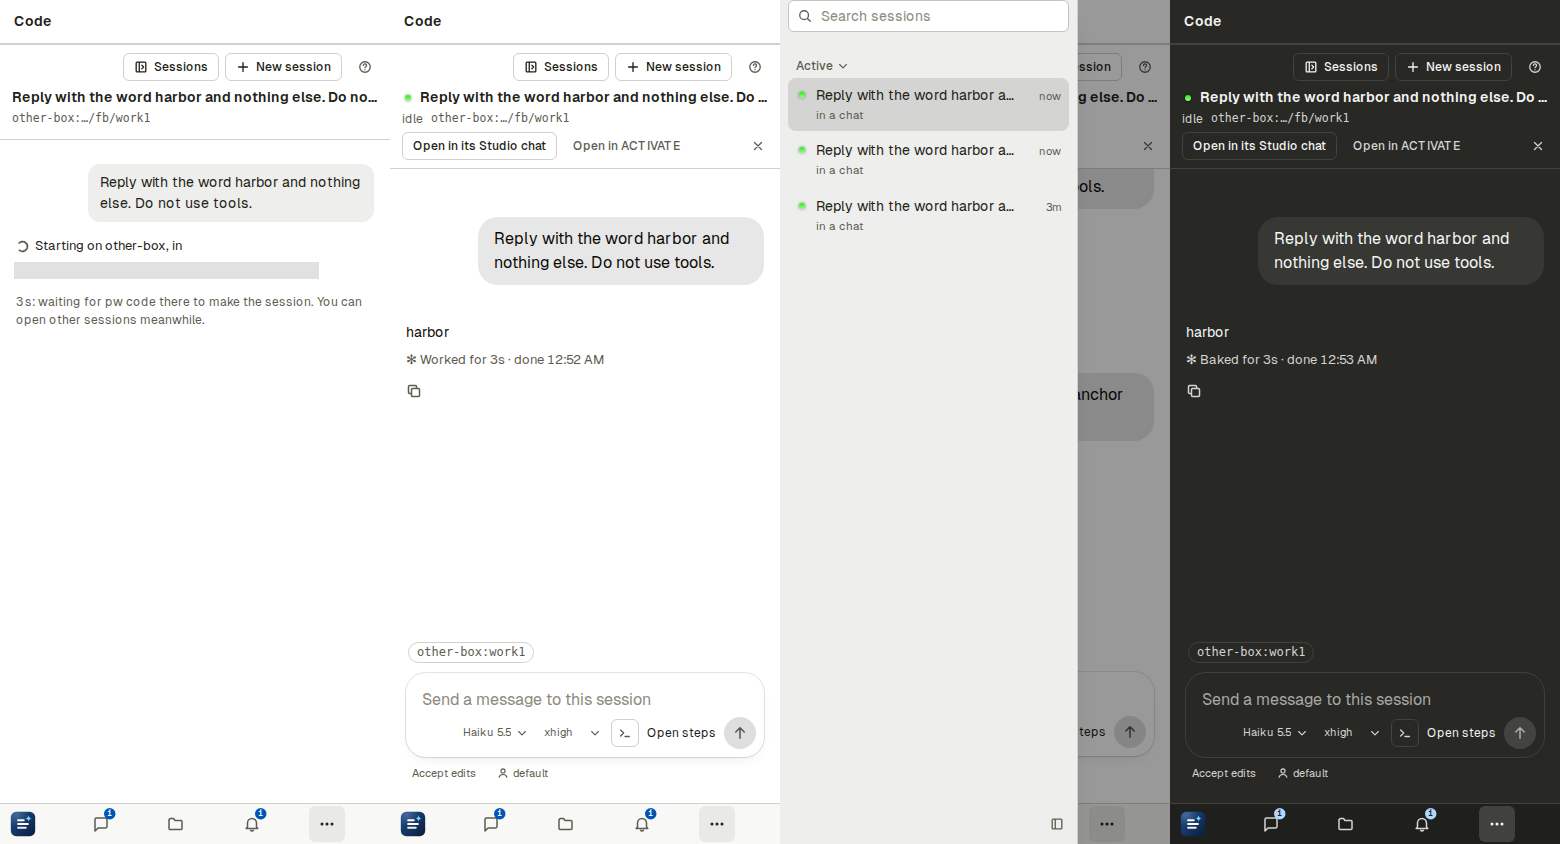 Code
Sessions
New session
Reply with the word harbor and nothing else. Do no...
other-box:…/fb/work1
Reply with the word harbor and nothing
else. Do not use tools.
Starting on other-box, in
3s: waiting for pw code there to make the session. You can
open other sessions meanwhile.
1
1
Code
Sessions
New session
Reply with the word harbor and nothing else. Do ...
idle other-box:…/fb/work1
Open in its Studio chat
Open in ACTIVATE
Reply with the word harbor and
nothing else. Do not use tools.
harbor
✻ Worked for 3s · done 12:52 AM
other-box:work1
Send a message to this session
Haiku 5.5
xhigh
Open steps
Accept edits
default
1
1
Search sessions
Active
Reply with the word harbor a... now
in a chat
Reply with the word harbor a... now
in a chat
Reply with the word harbor a... 3m
in a chat
ssion
g else. Do ...
ols.
anchor
teps
Code
Sessions
New session
Reply with the word harbor and nothing else. Do ...
idle other-box:…/fb/work1
Open in its Studio chat
Open in ACTIVATE
Reply with the word harbor and
nothing else. Do not use tools.
harbor
✻ Baked for 3s · done 12:53 AM
other-box:work1
Send a message to this session
Haiku 5.5
xhigh
Open steps
Accept edits
default
1
1